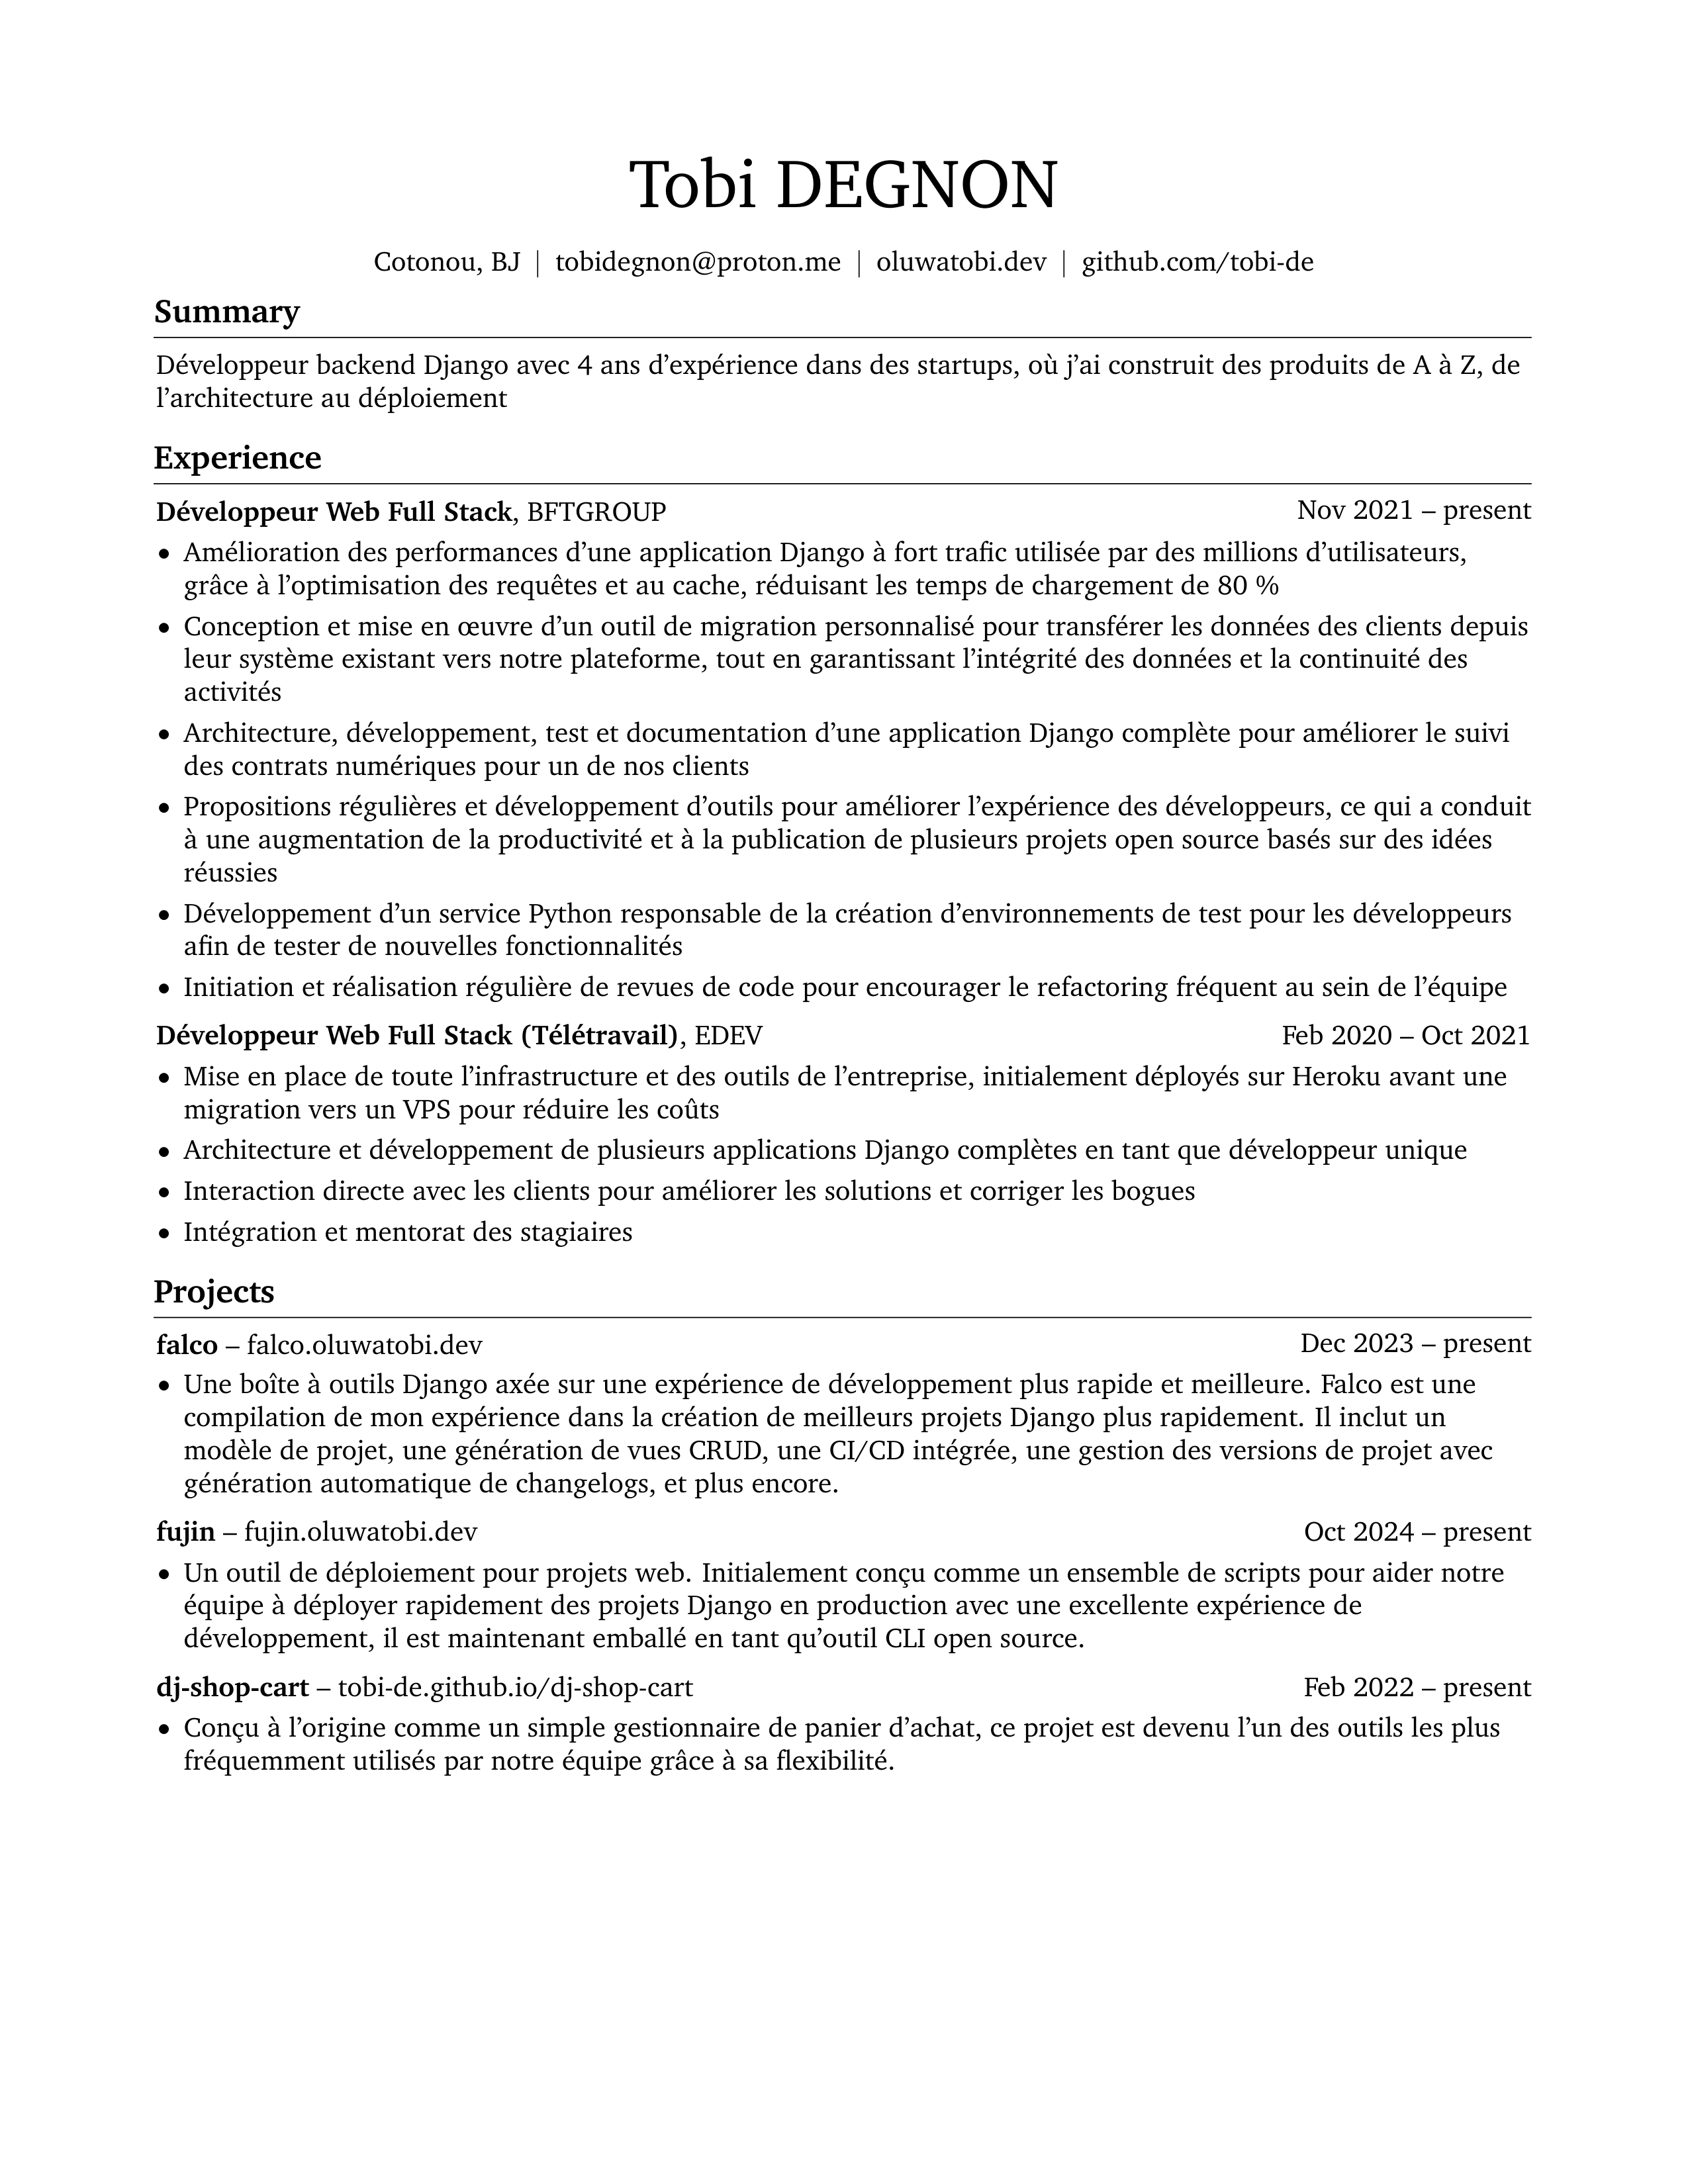 Tobi DEGNON
Cotonou, BJ | tobidegnon@proton.me | oluwatobi.dev | github.com/tobi-de
Summary
Développeur backend Django avec 4 ans d’expérience dans des startups, où j’ai construit des produits de A à Z, de
l’architecture au déploiement
Experience
Développeur Web Full Stack, BFTGROUP Nov 2021 – present
• Amélioration des performances d’une application Django à fort trafic utilisée par des millions d’utilisateurs,
grâce à l’optimisation des requêtes et au cache, réduisant les temps de chargement de 80 %
• Conception et mise en œuvre d’un outil de migration personnalisé pour transférer les données des clients depuis
leur système existant vers notre plateforme, tout en garantissant l’intégrité des données et la continuité des
activités
• Architecture, développement, test et documentation d’une application Django complète pour améliorer le suivi
des contrats numériques pour un de nos clients
• Propositions régulières et développement d’outils pour améliorer l’expérience des développeurs, ce qui a conduit
à une augmentation de la productivité et à la publication de plusieurs projets open source basés sur des idées
réussies
• Développement d’un service Python responsable de la création d’environnements de test pour les développeurs
afin de tester de nouvelles fonctionnalités
• Initiation et réalisation régulière de revues de code pour encourager le refactoring fréquent au sein de l’équipe
Développeur Web Full Stack (Télétravail), EDEV Feb 2020 – Oct 2021
• Mise en place de toute l’infrastructure et des outils de l’entreprise, initialement déployés sur Heroku avant une
migration vers un VPS pour réduire les coûts
• Architecture et développement de plusieurs applications Django complètes en tant que développeur unique
• Interaction directe avec les clients pour améliorer les solutions et corriger les bogues
• Intégration et mentorat des stagiaires
Projects
falco – falco.oluwatobi.dev Dec 2023 – present
• Une boîte à outils Django axée sur une expérience de développement plus rapide et meilleure. Falco est une
compilation de mon expérience dans la création de meilleurs projets Django plus rapidement. Il inclut un
modèle de projet, une génération de vues CRUD, une CI/CD intégrée, une gestion des versions de projet avec
génération automatique de changelogs, et plus encore.
fujin – fujin.oluwatobi.dev Oct 2024 – present
• Un outil de déploiement pour projets web. Initialement conçu comme un ensemble de scripts pour aider notre
équipe à déployer rapidement des projets Django en production avec une excellente expérience de
développement, il est maintenant emballé en tant qu’outil CLI open source.
dj-shop-cart – tobi-de.github.io/dj-shop-cart Feb 2022 – present
• Conçu à l’origine comme un simple gestionnaire de panier d’achat, ce projet est devenu l’un des outils les plus
fréquemment utilisés par notre équipe grâce à sa flexibilité.